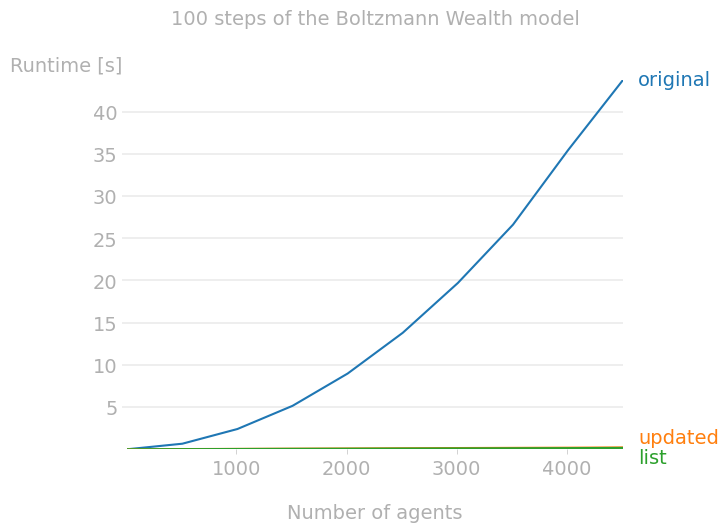 100 steps of the Boltzmann Wealth model
Runtime [s]
original
40
35
30
25
20
15
10
5
updated
list
1000 2000 3000 4000
Number of agents